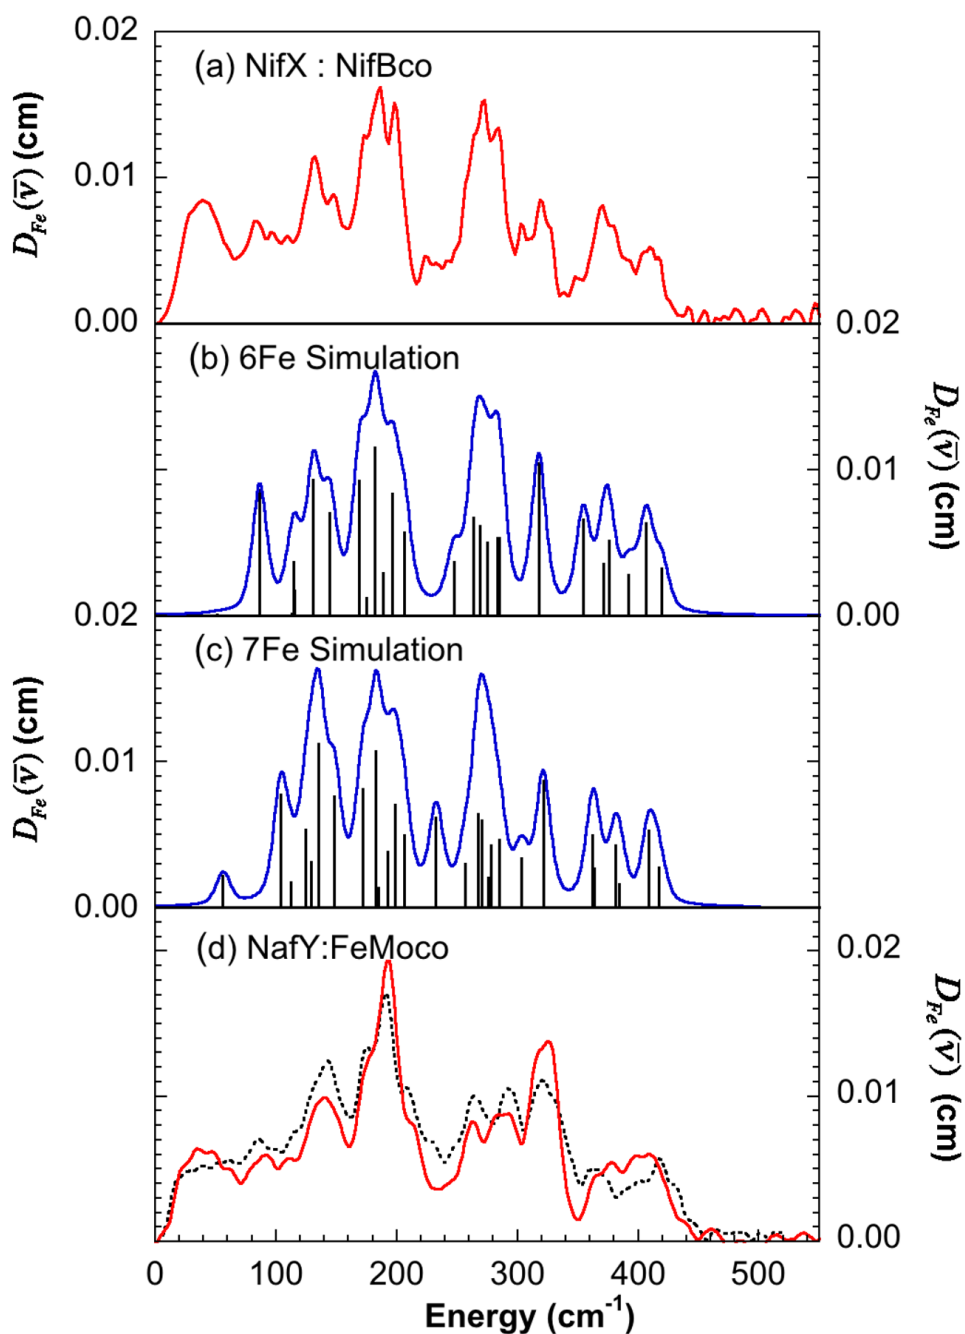 0.02
(a) NifX : NifBco
D_Fe(ν̅) (cm)
0.01
0.00
0.02
(b) 6Fe Simulation
D_Fe(ν̅) (cm)
0.01
0.02
0.00
(c) 7Fe Simulation
D_Fe(ν̅) (cm)
0.01
0.00
(d) NafY:FeMoco
0.02
D_Fe(ν̅) (cm)
0.01
0.00
0 100 200 300 400 500
Energy (cm⁻¹)